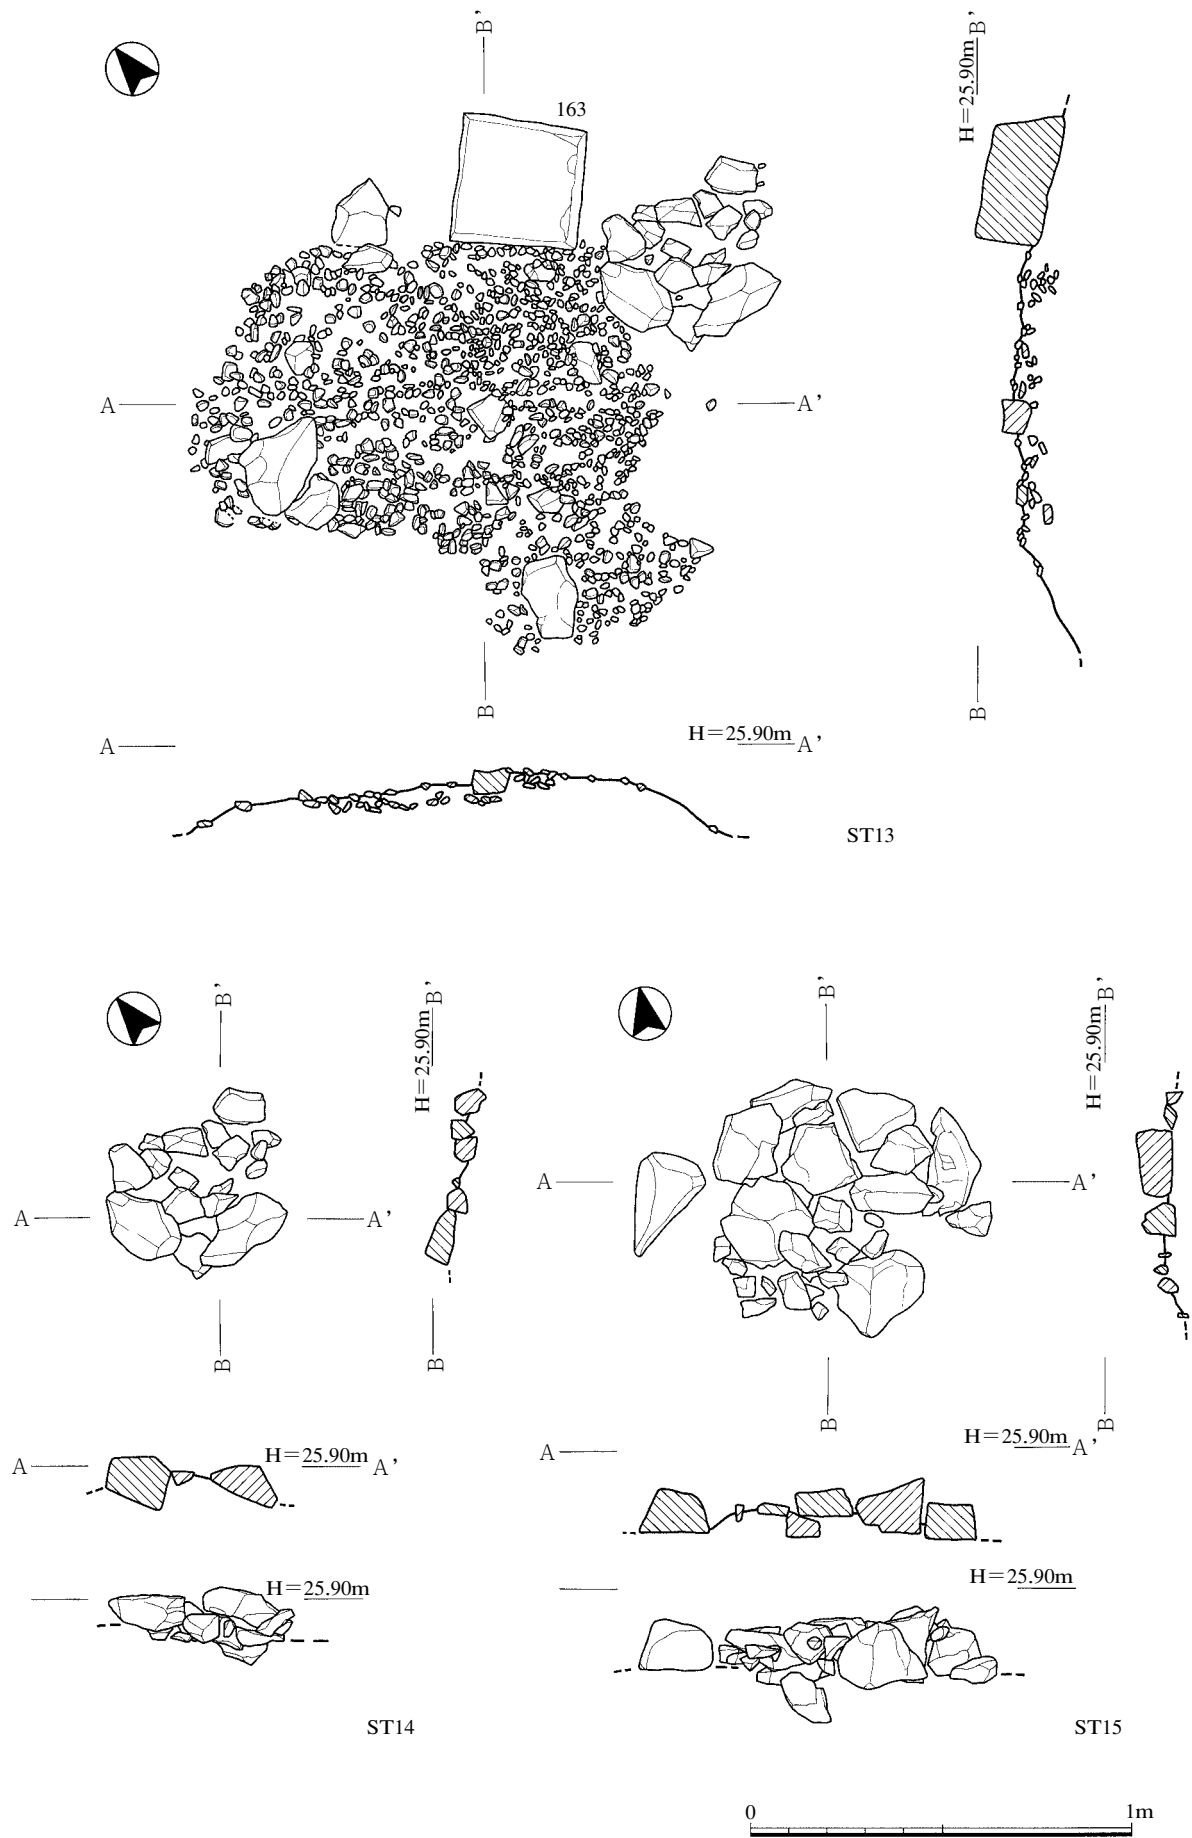 B'
163
H=25.90m B'
A
A'
B
B
A
H=25.90m A'
ST13
B'
H=25.90m B'
B'
H=25.90m B'
A
A'
A
A'
B
B
B
B
A
H=25.90m A'
A
H=25.90m A'
H=25.90m
H=25.90m
ST14
ST15
0
1m